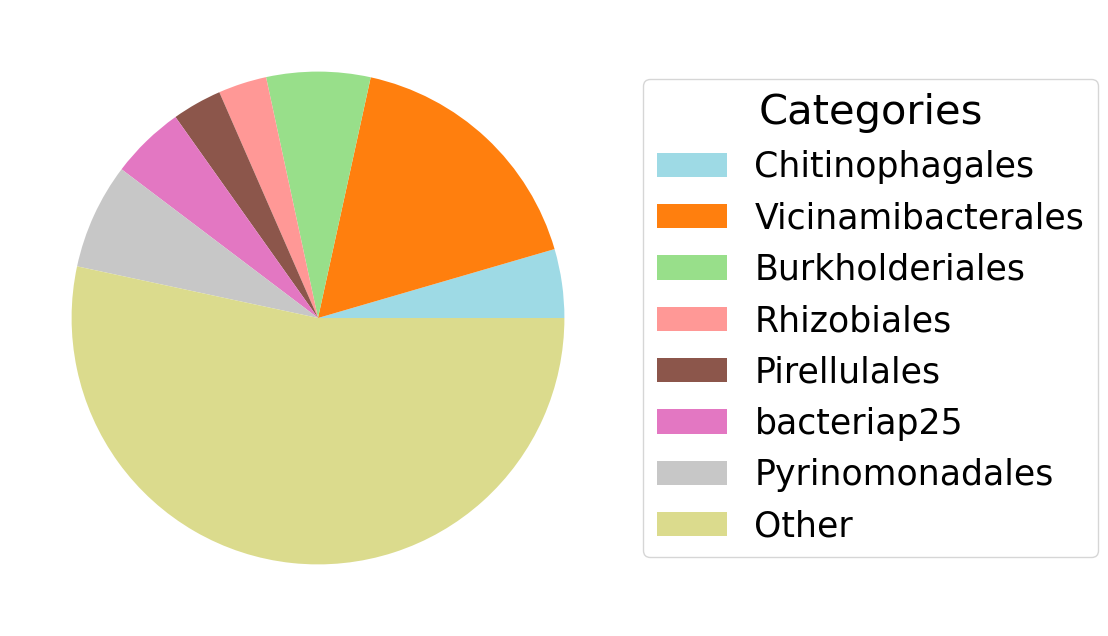 Categories
Chitinophagales
Vicinamibacterales
Burkholderiales
Rhizobiales
Pirellulales
bacteriap25
Pyrinomonadales
Other